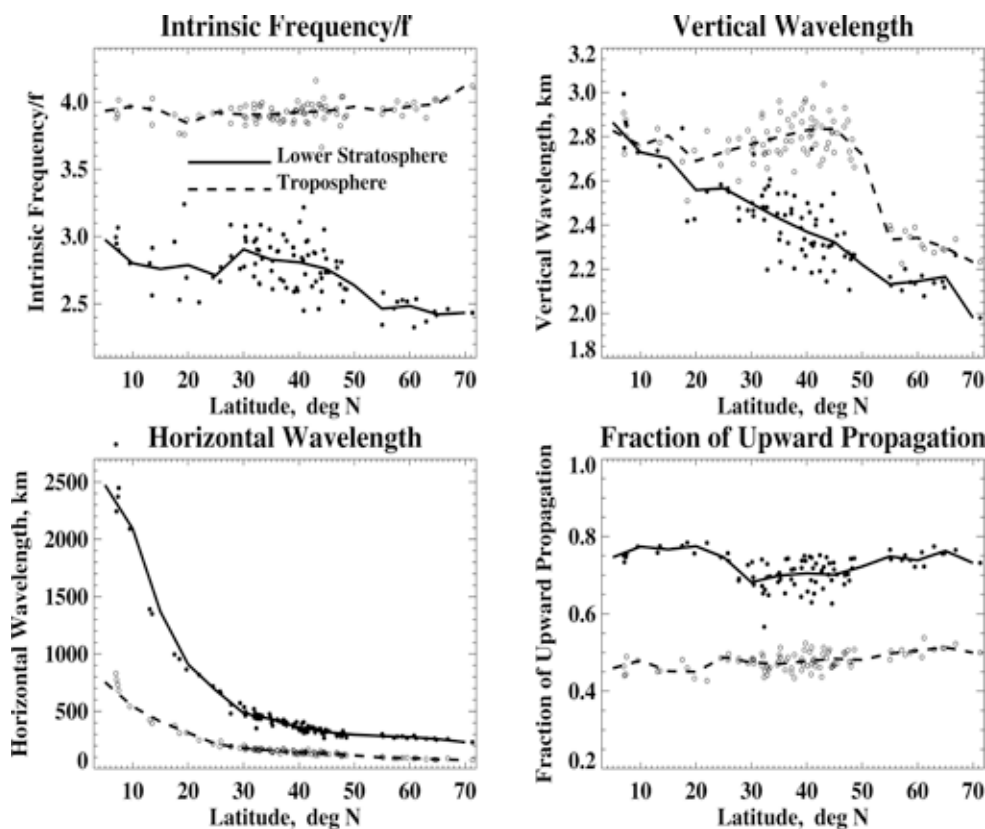 Intrinsic Frequency/f
Intrinsic Frequency/f
4.0
3.5
3.0
2.5
Lower Stratosphere
Troposphere
10 20 30 40 50 60 70
Latitude, deg N
Vertical Wavelength
Vertical Wavelength, km
3.2
3.0
2.8
2.6
2.4
2.2
2.0
1.8
10 20 30 40 50 60 70
Latitude, deg N
Horizontal Wavelength
Horizontal Wavelength, km
2500
2000
1500
1000
500
0
10 20 30 40 50 60 70
Latitude, deg N
Fraction of Upward Propagation
Fraction of Upward Propagation
1.0
0.8
0.6
0.4
0.2
10 20 30 40 50 60 70
Latitude, deg N